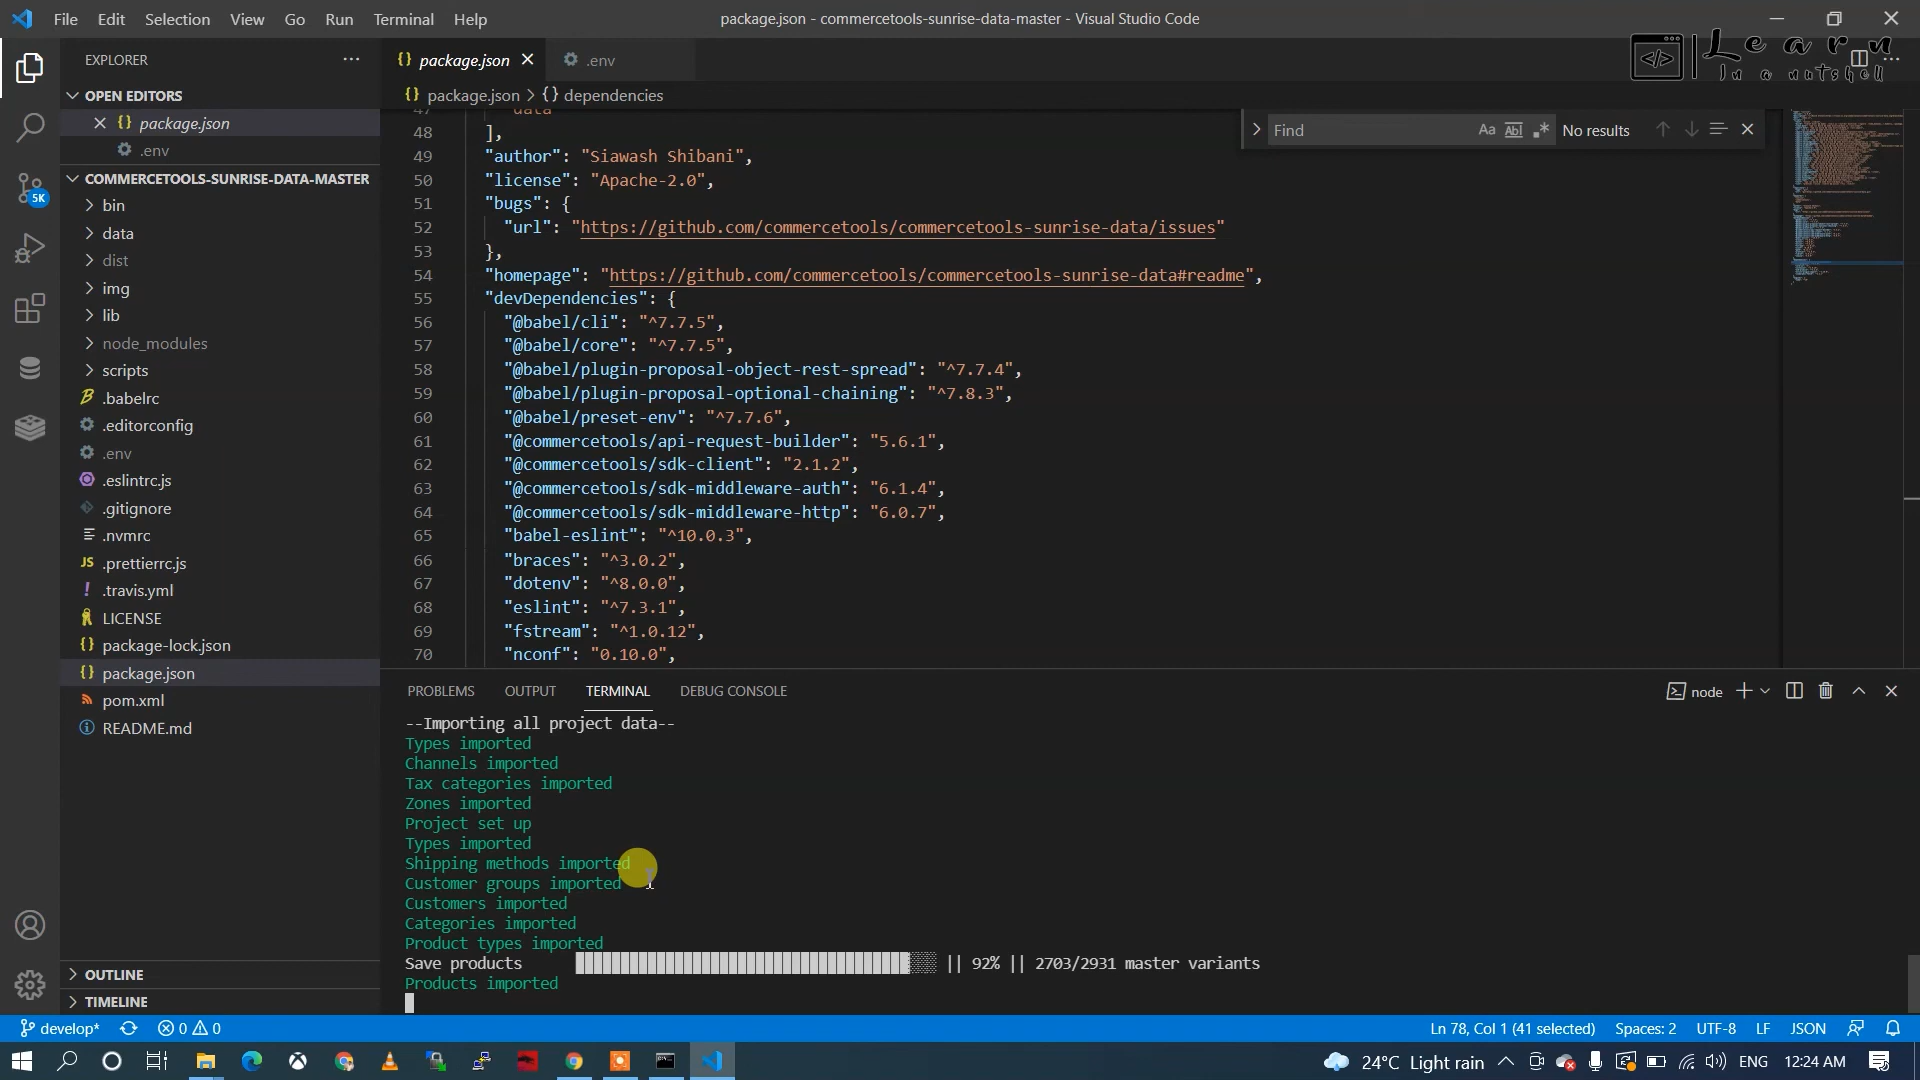 File Edit Selection View Go Run Terminal Help
package.json - commercetools-sunrise-data-master - Visual Studio Code
Learn
In a nutshell
EXPLORER
OPEN EDITORS
package.json
.env
COMMERCETOOLS-SUNRISE-DATA-MASTER
5K
bin
data
dist
img
lib
node_modules
scripts
.babelrc
.editorconfig
.env
.eslintrc.js
.gitignore
.nvmrc
JS .prettierrc.js
.travis.yml
LICENSE
package-lock.json
package.json
pom.xml
README.md
OUTLINE
TIMELINE
package.json
.env
package.json > {} dependencies
Find
Aa Abl .*
No results
47 data
48 ],
49 "author": "Siawash Shibani",
50 "license": "Apache-2.0",
51 "bugs": {
52 "url": "https://github.com/commercetools/commercetools-sunrise-data/issues"
53 },
54 "homepage": "https://github.com/commercetools/commercetools-sunrise-data#readme",
55 "devDependencies": {
56 "@babel/cli": "^7.7.5",
57 "@babel/core": "^7.7.5",
58 "@babel/plugin-proposal-object-rest-spread": "^7.7.4",
59 "@babel/plugin-proposal-optional-chaining": "^7.8.3",
60 "@babel/preset-env": "^7.7.6",
61 "@commercetools/api-request-builder": "5.6.1",
62 "@commercetools/sdk-client": "2.1.2",
63 "@commercetools/sdk-middleware-auth": "6.1.4",
64 "@commercetools/sdk-middleware-http": "6.0.7",
65 "babel-eslint": "^10.0.3",
66 "braces": "^3.0.2",
67 "dotenv": "^8.0.0",
68 "eslint": "^7.3.1",
69 "fstream": "^1.0.12",
70 "nconf": "0.10.0",
PROBLEMS OUTPUT TERMINAL DEBUG CONSOLE
node
--Importing all project data--
Types imported
Channels imported
Tax categories imported
Zones imported
Project set up
Types imported
Shipping methods imported
Customer groups imported
Customers imported
Categories imported
Product types imported
Save products || 92% || 2703/2931 master variants
Products imported
develop* 0 0
Ln 78, Col 1 (41 selected) Spaces: 2 UTF-8 LF JSON
24°C Light rain ENG 12:24 AM